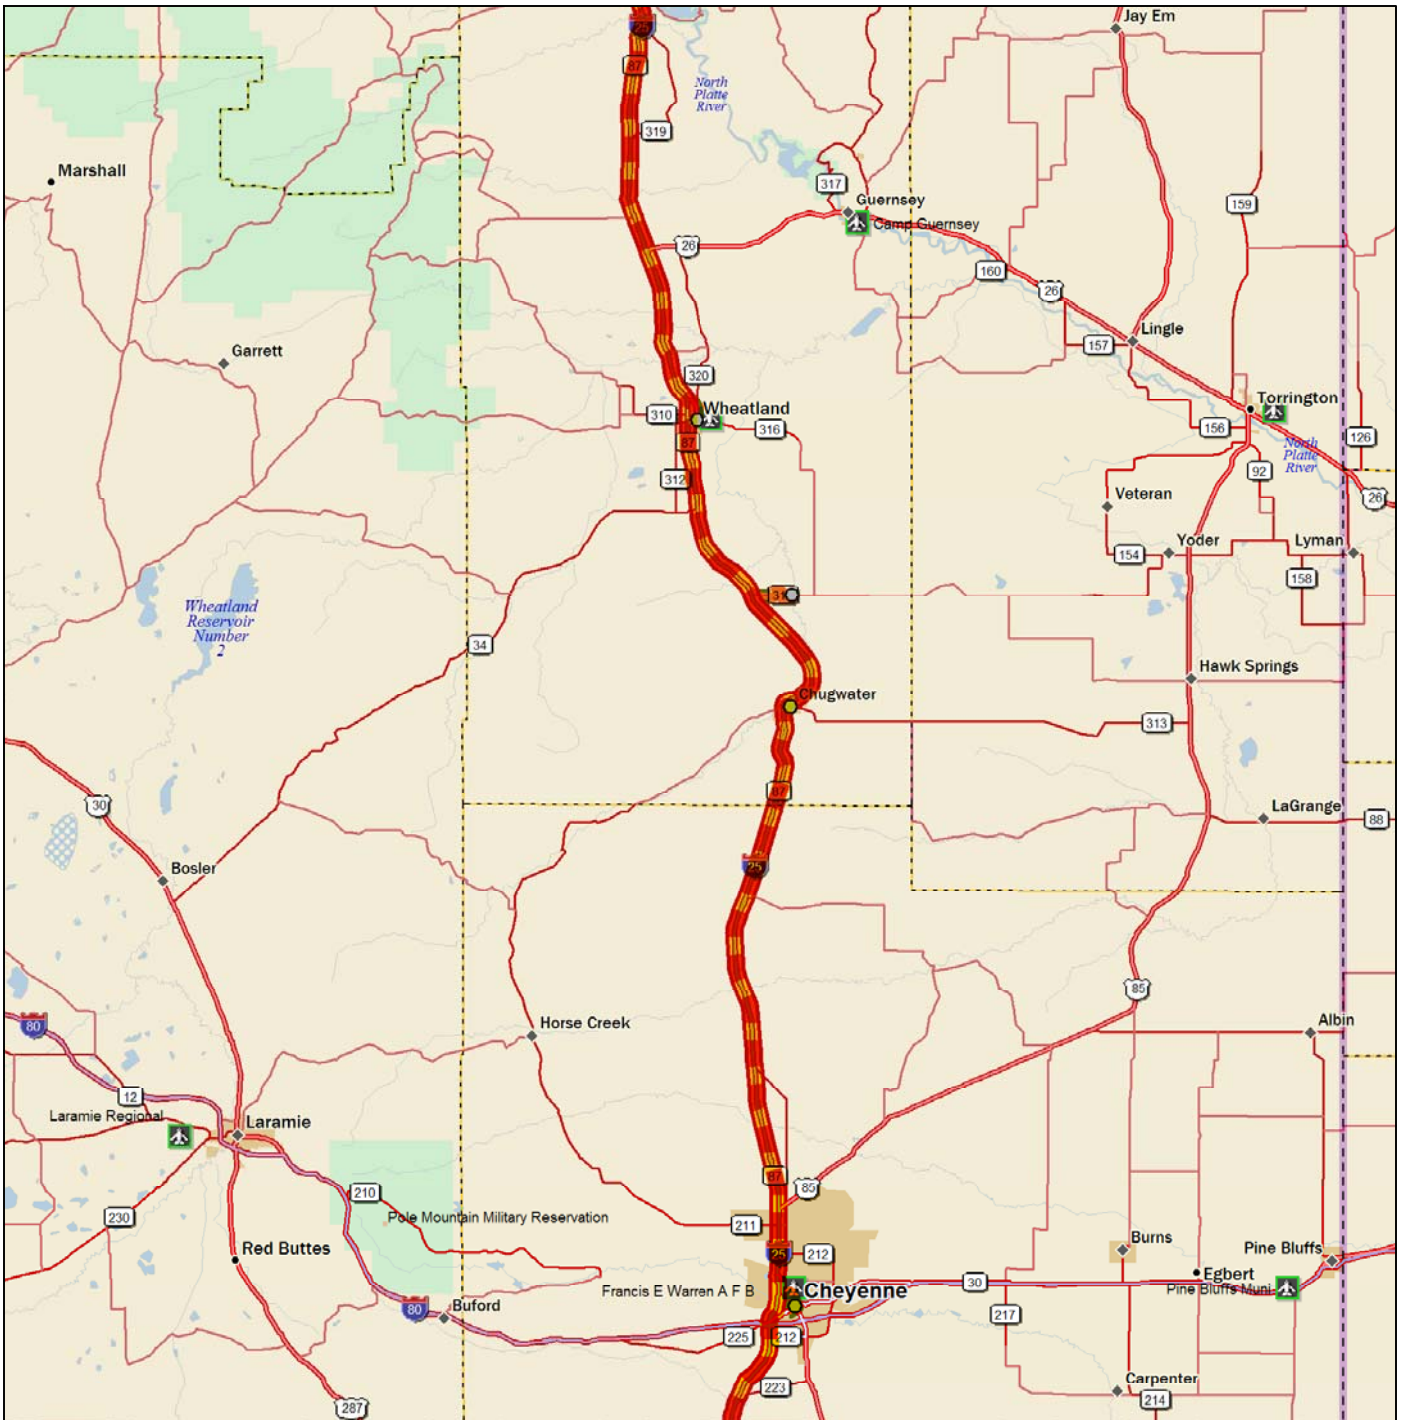 25
Jay Em
87
North
Platte
River
319
Marshall
317
Guernsey
Camp Guernsey
159
26
160
26
Lingle
157
Garrett
320
Wheatland
310
316
Torrington
156
126
87
North
Platte
River
92
312
Veteran
26
Yoder
Lyman
154
158
Wheatland
Reservoir
Number
2
34
Hawk Springs
Chugwater
313
87
30
LaGrange
88
Bosler
25
85
80
Horse Creek
Albin
12
Laramie Regional
Laramie
87
85
210
230
Pole Mountain Military Reservation
211
Red Buttes
25
212
Burns
Pine Bluffs
Egbert
Francis E Warren A F B
Cheyenne
30
Pine Bluffs Muni
80
Buford
217
225
212
223
Carpenter
214
287